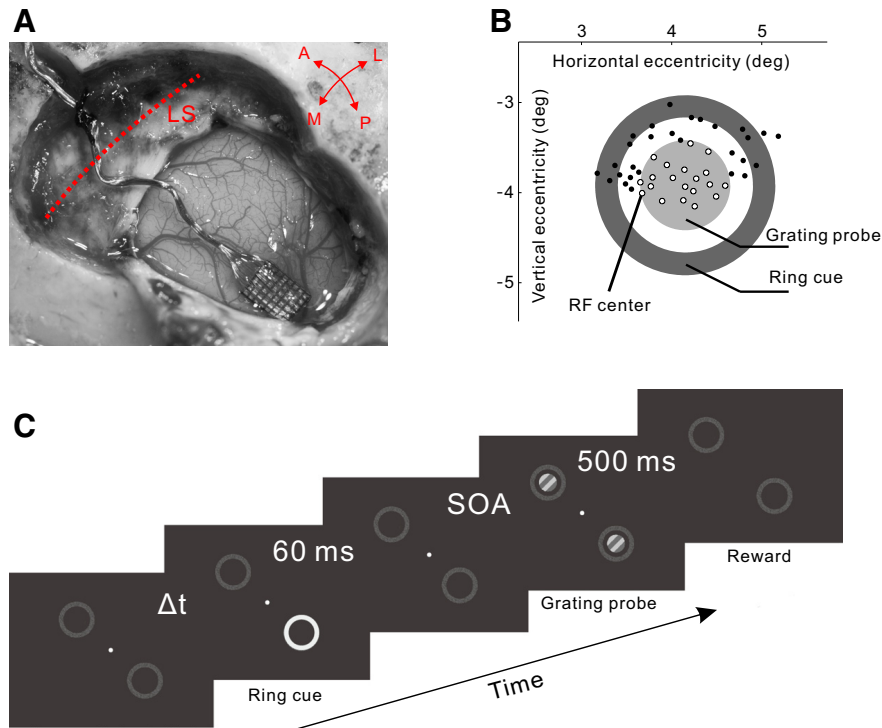 A
A
L
LS
M
P
B
3
4
5
Horizontal eccentricity (deg)
-3
-4
-5
Vertical eccentricity (deg)
Grating probe
Ring cue
RF center
C
500 ms
SOA
60 ms
Δt
Reward
Grating probe
Ring cue
Time